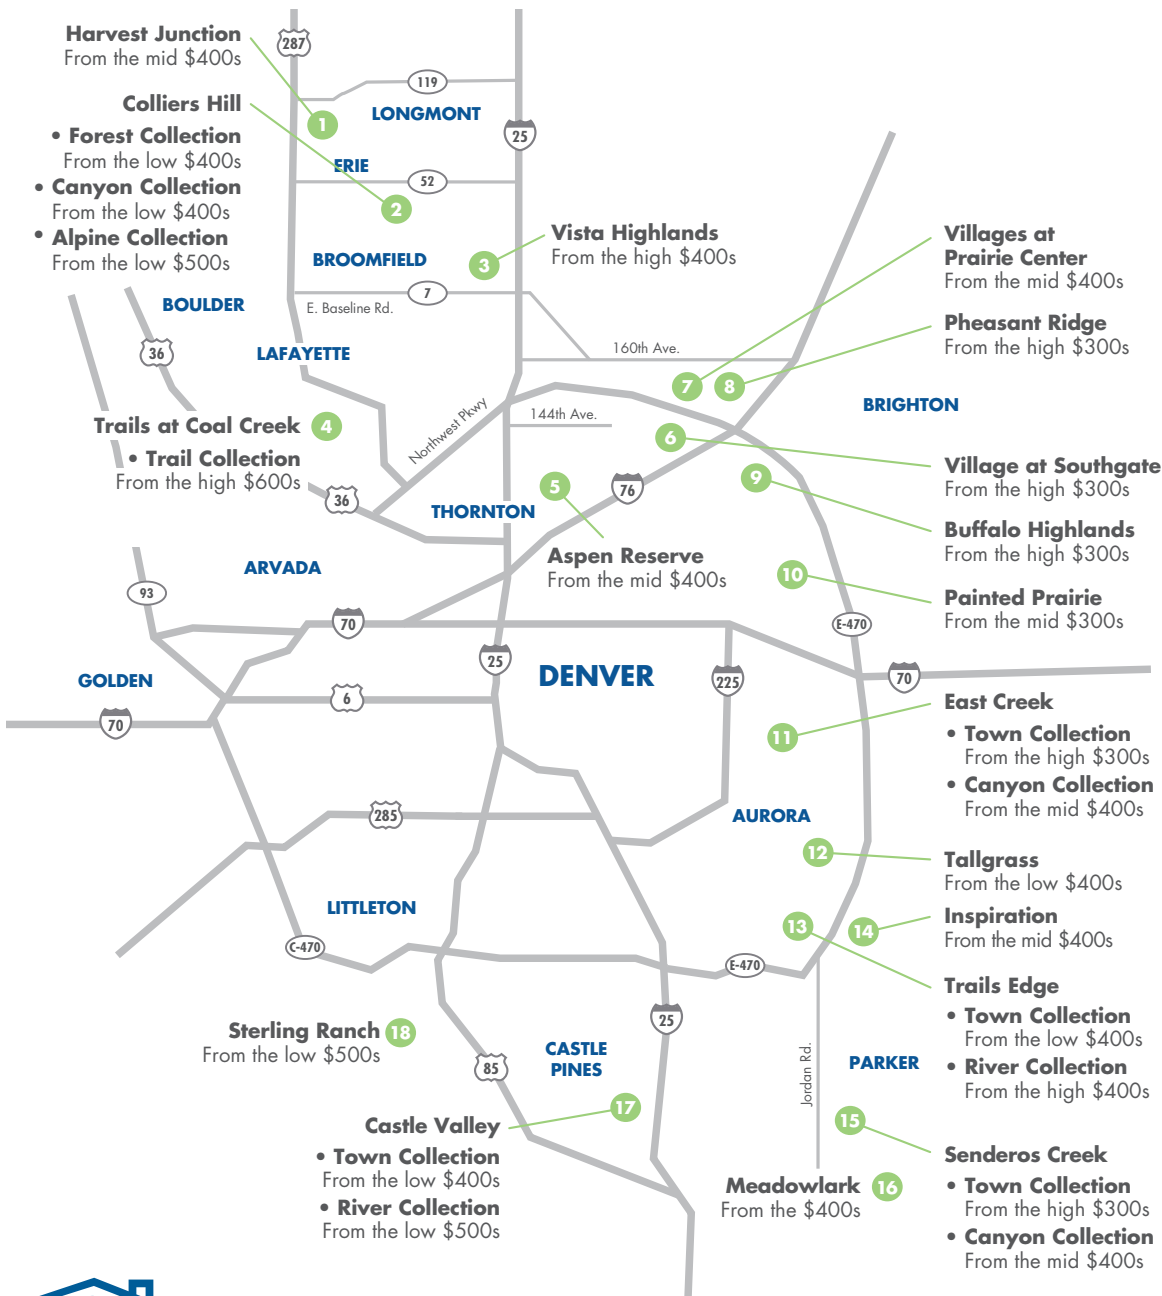 Harvest Junction
From the mid $400s
Colliers Hill
• Forest Collection
From the low $400s
• Canyon Collection
From the low $400s
• Alpine Collection
From the low $500s
287
119
LONGMONT
1
25
ERIE
52
2
Vista Highlands
From the high $400s
3
BROOMFIELD
7
E. Baseline Rd.
BOULDER
36
LAFAYETTE
160th Ave.
Villages at
Prairie Center
From the mid $400s
Pheasant Ridge
From the high $300s
7
8
BRIGHTON
Northwest Pkwy
144th Ave.
Trails at Coal Creek
4
• Trail Collection
From the high $600s
36
6
Village at Southgate
From the high $300s
9
5
76
THORNTON
Buffalo Highlands
From the high $300s
Aspen Reserve
From the mid $400s
ARVADA
10
Painted Prairie
From the mid $300s
93
70
E-470
25
DENVER
225
70
GOLDEN
6
70
East Creek
• Town Collection
From the high $300s
• Canyon Collection
From the mid $400s
11
285
AURORA
12
Tallgrass
From the low $400s
LITTLETON
13
14
Inspiration
From the mid $400s
C-470
E-470
Trails Edge
• Town Collection
From the low $400s
• River Collection
From the high $400s
25
Sterling Ranch
18
From the low $500s
CASTLE
PINES
85
Jordan Rd.
PARKER
17
15
Castle Valley
• Town Collection
From the low $400s
• River Collection
From the low $500s
Meadowlark
16
From the $400s
Senderos Creek
• Town Collection
From the high $300s
• Canyon Collection
From the mid $400s